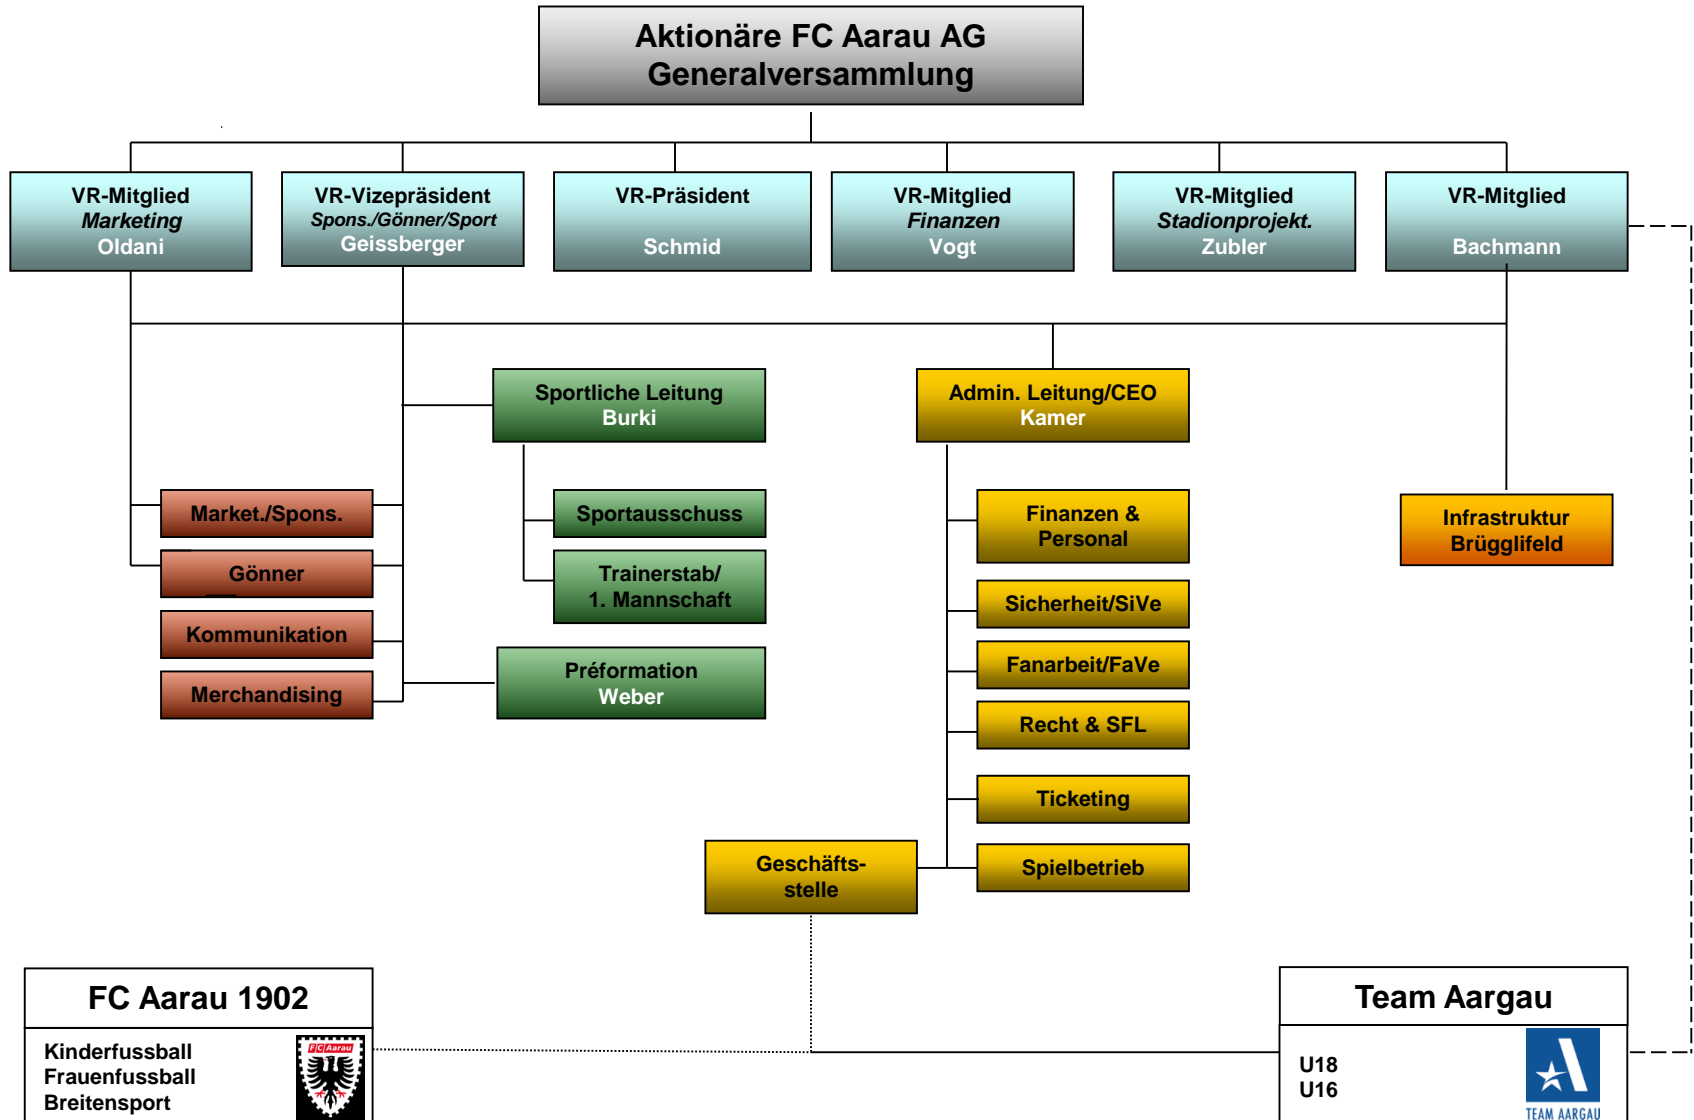 Aktionäre FC Aarau AG
Generalversammlung
VR-Mitglied
Marketing
Oldani
VR-Vizepräsident
Spons./Gönner/Sport
Geissberger
VR-Präsident
Schmid
VR-Mitglied
Finanzen
Vogt
VR-Mitglied
Stadionprojekt.
Zubler
VR-Mitglied
Bachmann
Sportliche Leitung
Burki
Admin. Leitung/CEO
Kamer
Market./Spons.
Gönner
Kommunikation
Merchandising
Sportausschuss
Trainerstab/
1. Mannschaft
Préformation
Weber
Finanzen &
Personal
Sicherheit/SiVe
Fanarbeit/FaVe
Recht & SFL
Ticketing
Spielbetrieb
Infrastruktur
Brügglifeld
Geschäfts-
stelle
FC Aarau 1902
Kinderfussball
Frauenfussball
Breitensport
FC Aarau
Team Aargau
U18
U16
TEAM AARGAU